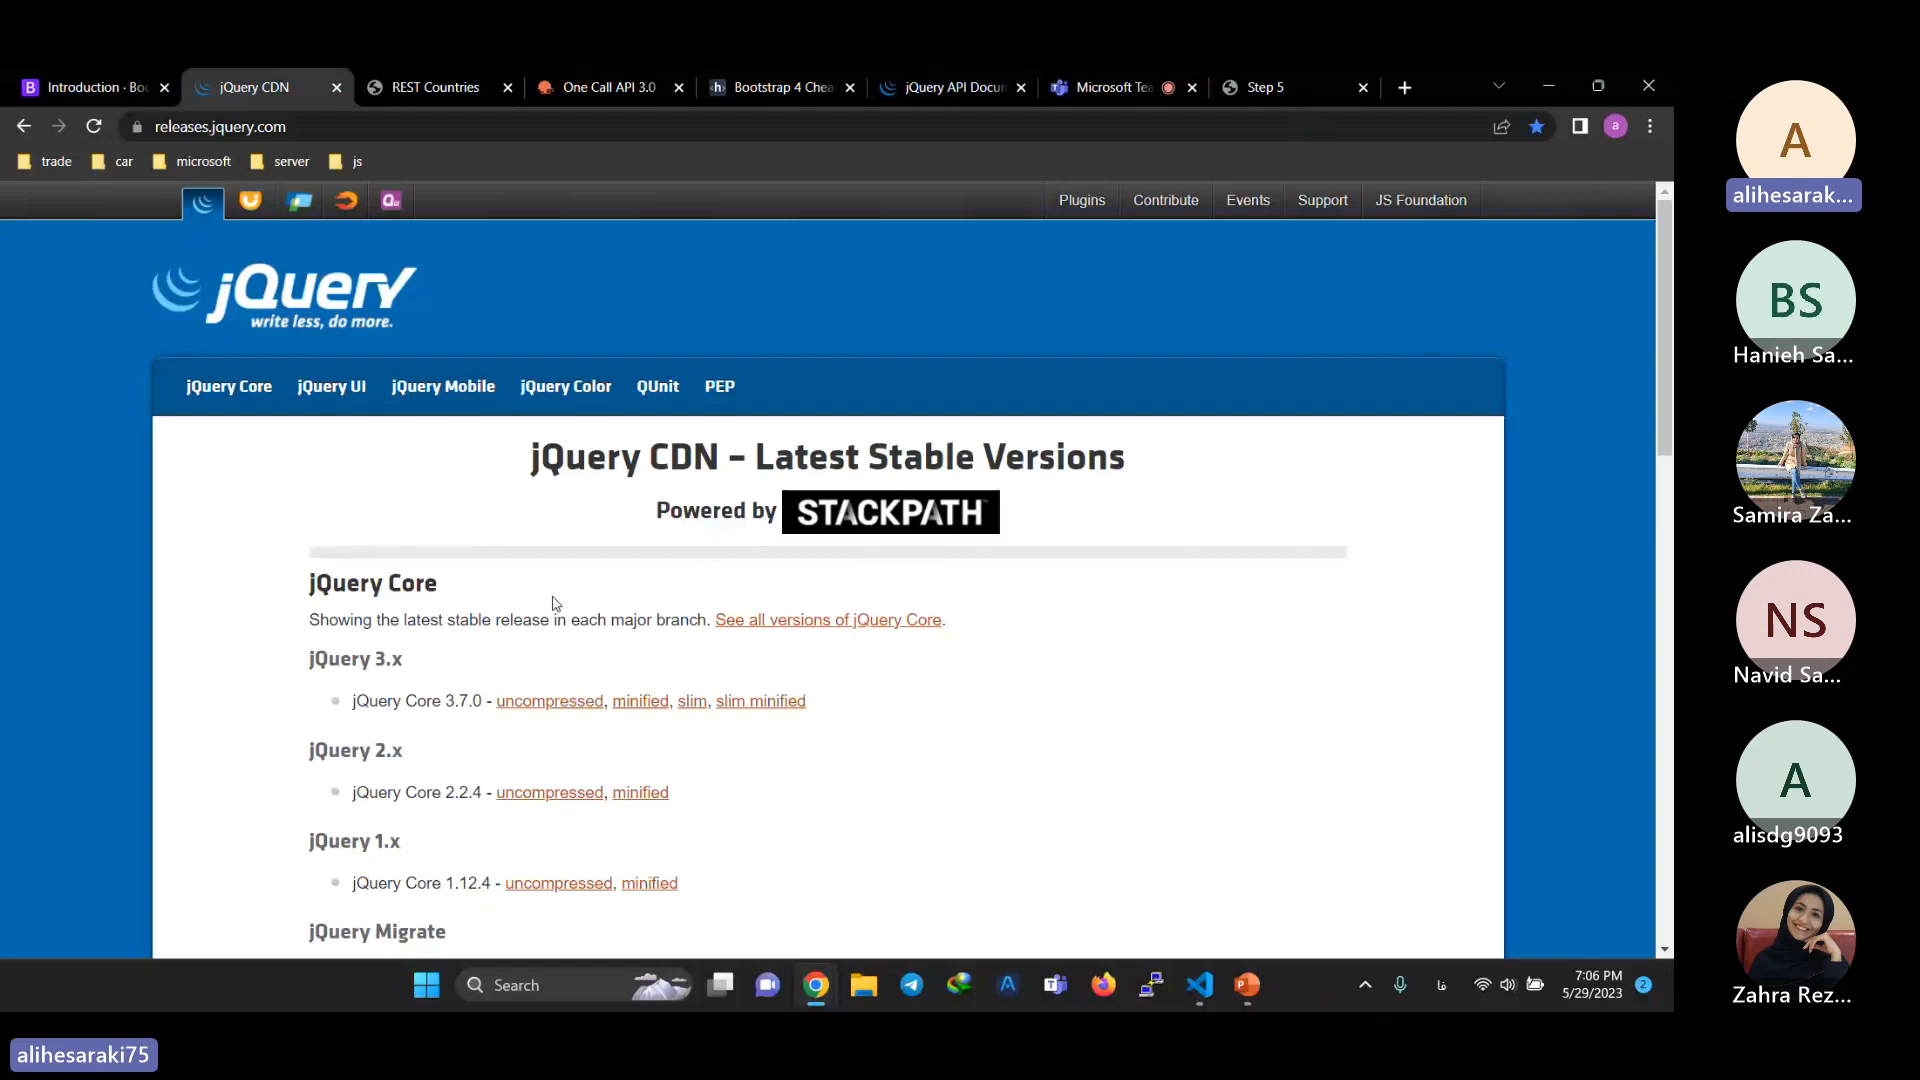 Introduction · Boo
jQuery CDN
REST Countries
One Call API 3.0
Bootstrap 4 Chea
jQuery API Docum
Microsoft Tea
Step 5
releases.jquery.com
a
trade
car
microsoft
server
js
Plugins
Contribute
Events
Support
JS Foundation
jQuery
write less, do more.
jQuery Core
jQuery UI
jQuery Mobile
jQuery Color
QUnit
PEP
jQuery CDN – Latest Stable Versions
Powered by STACKPATH
jQuery Core
Showing the latest stable release in each major branch. See all versions of jQuery Core.
jQuery 3.x
jQuery Core 3.7.0 - uncompressed, minified, slim, slim minified
jQuery 2.x
jQuery Core 2.2.4 - uncompressed, minified
jQuery 1.x
jQuery Core 1.12.4 - uncompressed, minified
jQuery Migrate
Search
فا
7:06 PM
5/29/2023
2
A
alihesarak...
BS
Hanieh Sa...
Samira Za...
NS
Navid Sa...
A
alisdg9093
Zahra Rez...
alihesaraki75